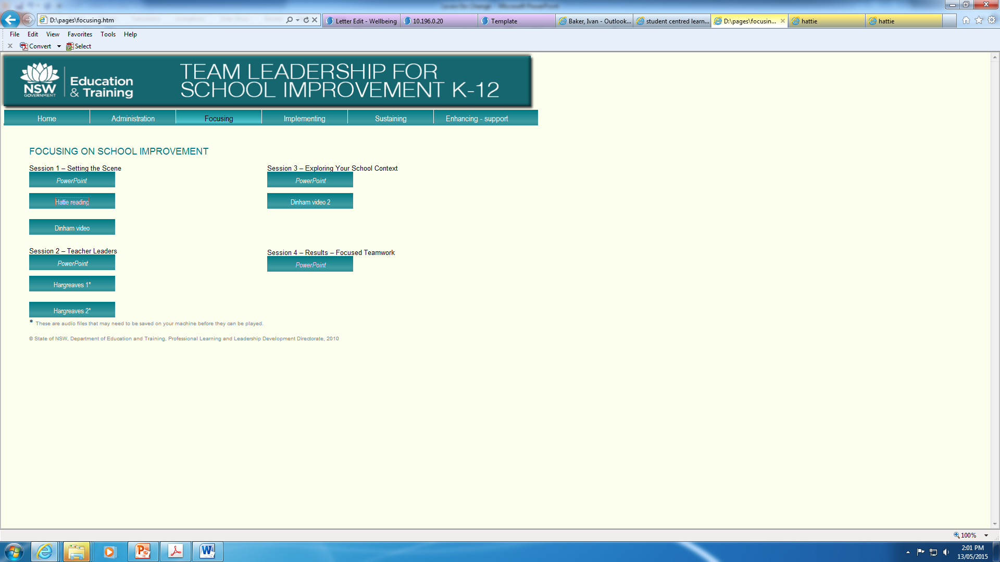 Levers for Change - Microsoft PowerPoint
D:\pages\focusing.htm
Letter Edit - Wellbeing
10.196.0.20
Template
Baker, Ivan - Outlook...
student centred learn...
D:\pages\focusin...
hattie
hattie
File Edit View Favorites Tools Help
x Convert Select
NSW
GOVERNMENT
Education
& Training
TEAM LEADERSHIP FOR
SCHOOL IMPROVEMENT K-12
Home Administration Focusing Implementing Sustaining Enhancing - support
FOCUSING ON SCHOOL IMPROVEMENT
Session 1 – Setting the Scene
PowerPoint
Hattie reading
Dinham video
Session 2 – Teacher Leaders
PowerPoint
Hargreaves 1*
Hargreaves 2*
Session 3 – Exploring Your School Context
PowerPoint
Dinham video 2
Session 4 – Results – Focused Teamwork
PowerPoint
* These are audio files that may need to be saved on your machine before they can be played.
© State of NSW, Department of Education and Training, Professional Learning and Leadership Development Directorate, 2010
100%
2:01 PM
13/05/2015